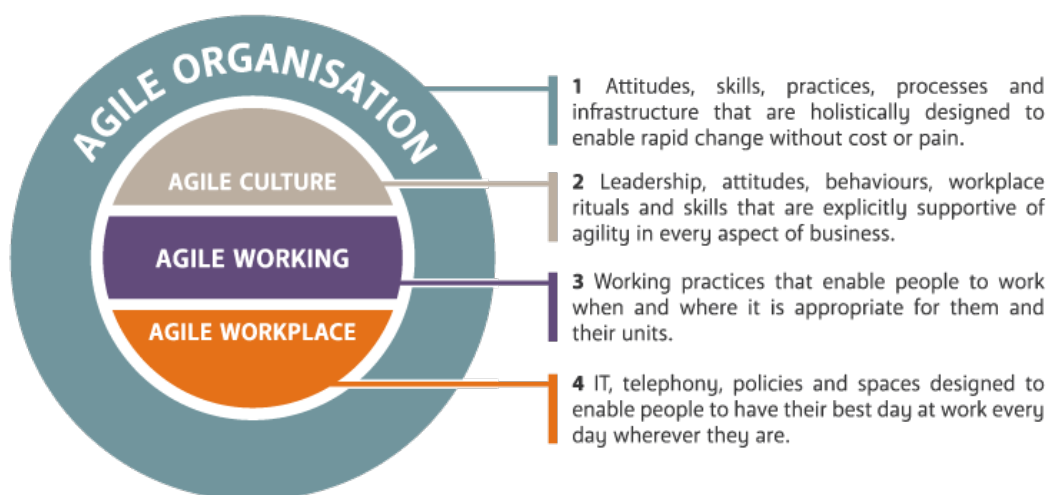 AGILE ORGANISATION
AGILE CULTURE
AGILE WORKING
AGILE WORKPLACE
1 Attitudes, skills, practices, processes and
infrastructure that are holistically designed to
enable rapid change without cost or pain.
2 Leadership, attitudes, behaviours, workplace
rituals and skills that are explicitly supportive of
agility in every aspect of business.
3 Working practices that enable people to work
when and where it is appropriate for them and
their units.
4 IT, telephony, policies and spaces designed to
enable people to have their best day at work every
day wherever they are.